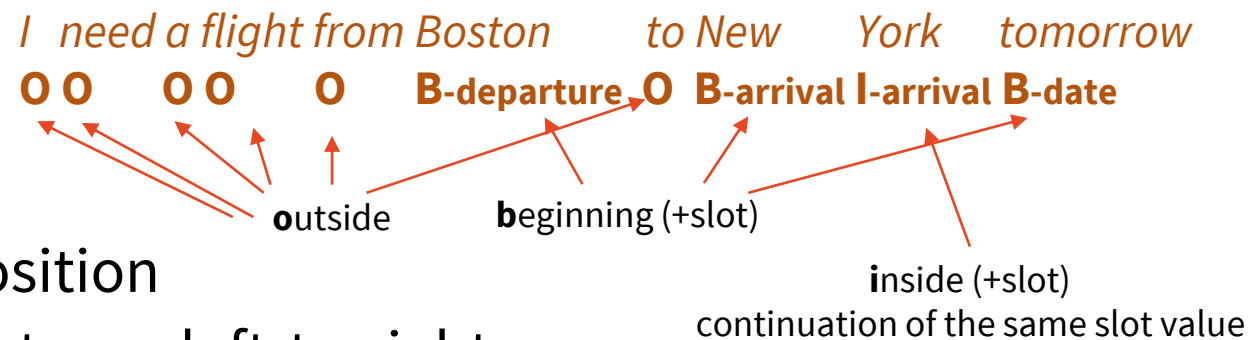 I need a flight from Boston to New York tomorrow
O O O O O B-departure O B-arrival I-arrival B-date
outside beginning (+slot)
osition
inside (+slot)
continuation of the same slot value